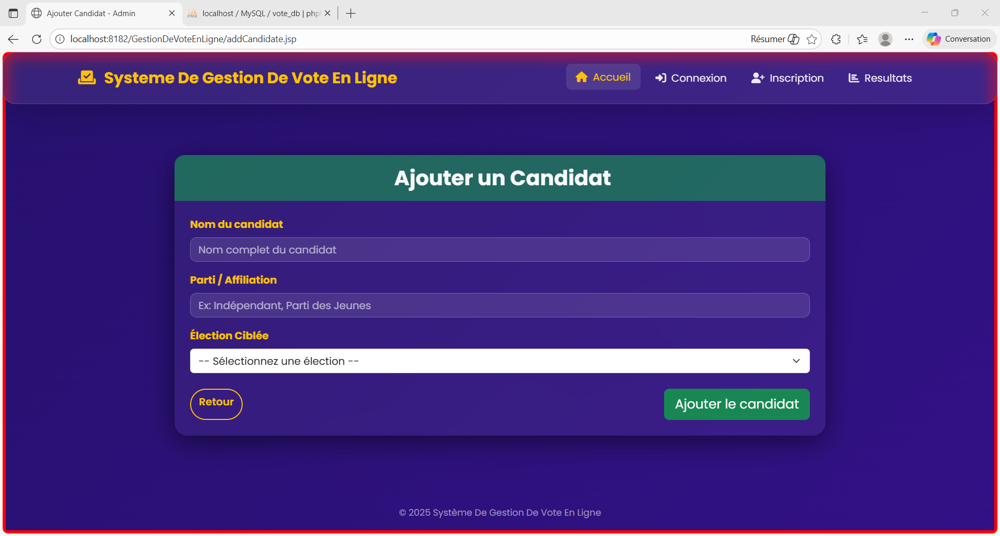 Ajouter Candidat - Admin
localhost / MySQL / vote_db | php
localhost:8182/GestionDeVoteEnLigne/addCandidate.jsp
Résumer
Conversation
Systeme De Gestion De Vote En Ligne
Accueil
Connexion
Inscription
Resultats
Ajouter un Candidat
Nom du candidat
Nom complet du candidat
Parti / Affiliation
Ex: Indépendant, Parti des Jeunes
Élection Ciblée
-- Sélectionnez une élection --
Retour
Ajouter le candidat
© 2025 Système De Gestion De Vote En Ligne